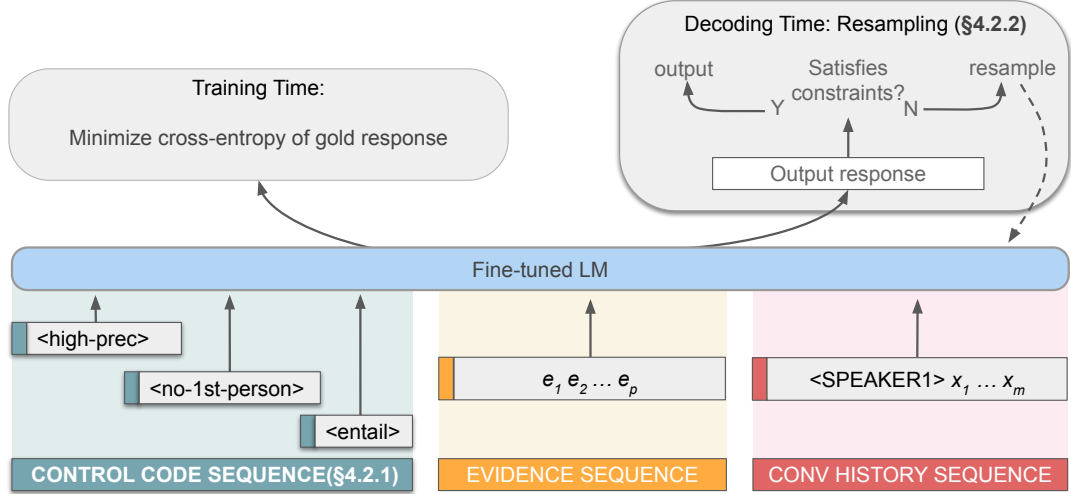 Decoding Time: Resampling (§4.2.2)
output
Satisfies
constraints?
resample
Y
N
Output response
Training Time:
Minimize cross-entropy of gold response
Fine-tuned LM
<high-prec>
<no-1st-person>
<entail>
e1 e2 … ep
<SPEAKER1> x1 … xm
CONTROL CODE SEQUENCE(§4.2.1)
EVIDENCE SEQUENCE
CONV HISTORY SEQUENCE